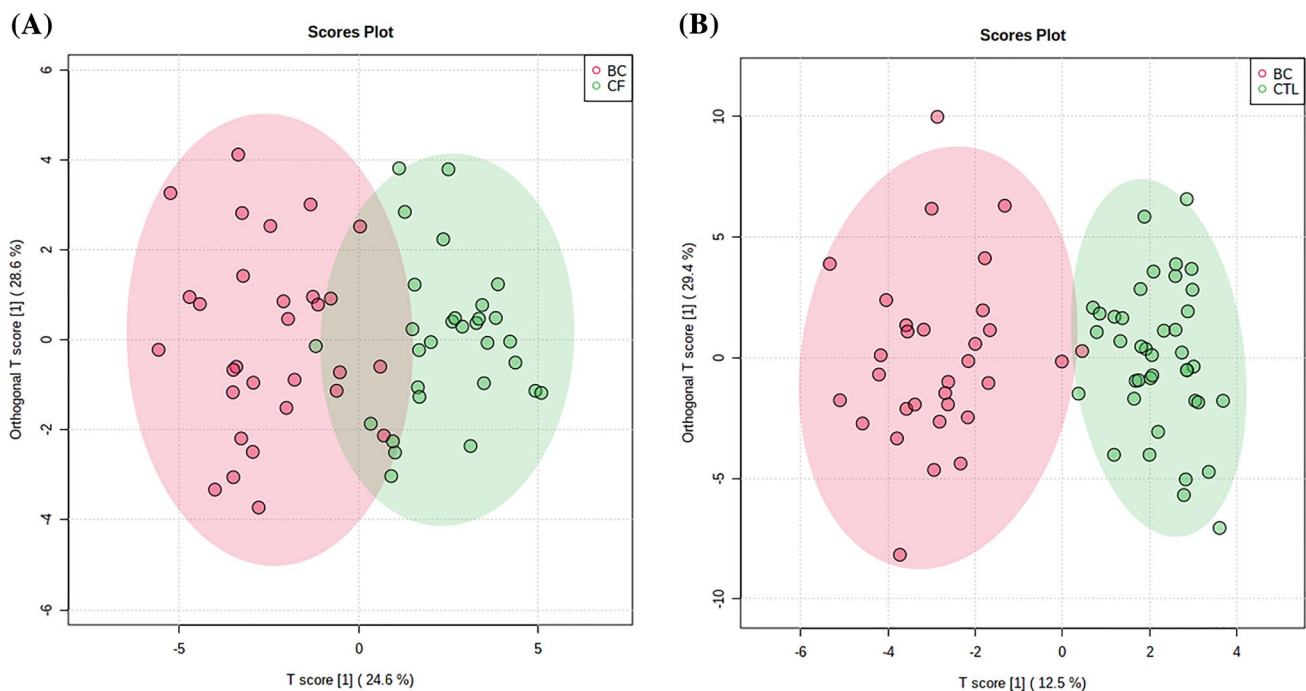 (A)
Scores Plot
BC
CF
6
4
2
0
-2
-4
-6
Orthogonal T score [1] ( 28.6 %)
-5
0
5
T score [1] ( 24.6 %)
(B)
Scores Plot
BC
CTL
10
5
0
-5
-10
Orthogonal T score [1] ( 29.4 %)
-6
-4
-2
0
2
4
T score [1] ( 12.5 %)